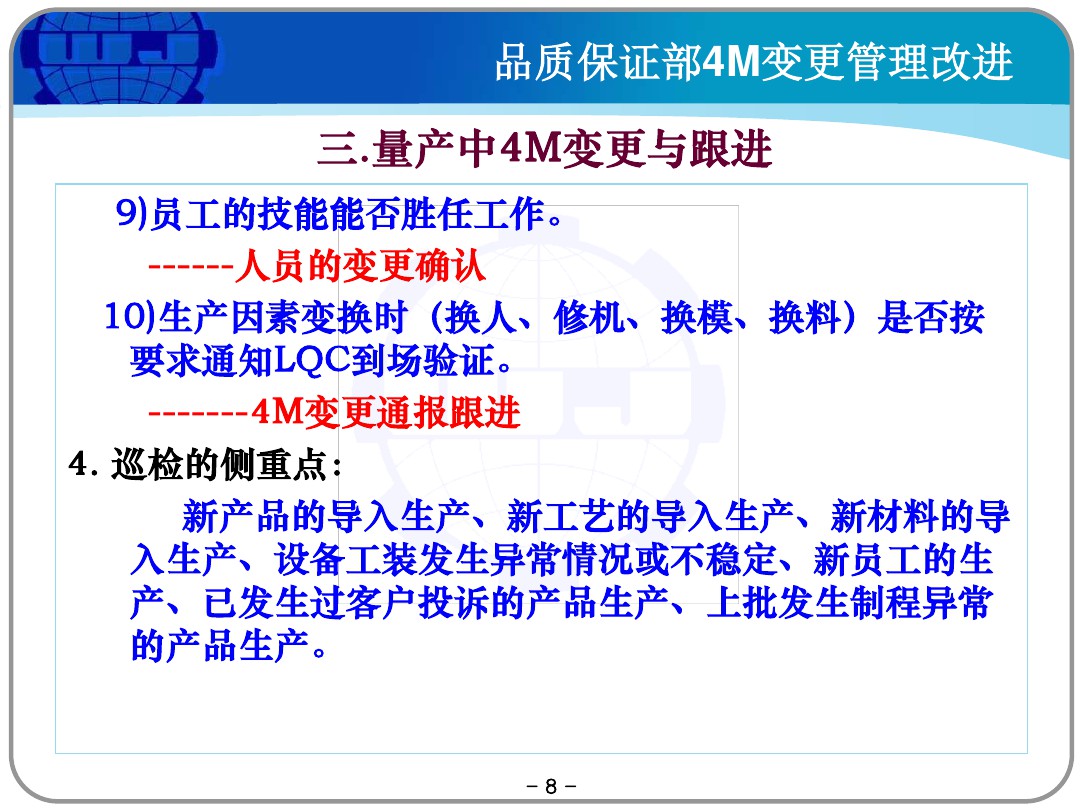 品质保证部4M变更管理改进
三.量产中4M变更与跟进
9)员工的技能能否胜任工作。
------人员的变更确认
10)生产因素变换时（换人、修机、换模、换料）是否按
要求通知LQC到场验证。
-------4M变更通报跟进
4. 巡检的侧重点：
新产品的导入生产、新工艺的导入生产、新材料的导
入生产、设备工装发生异常情况或不稳定、新员工的生
产、已发生过客户投诉的产品生产、上批发生制程异常
的产品生产。
- 8 -